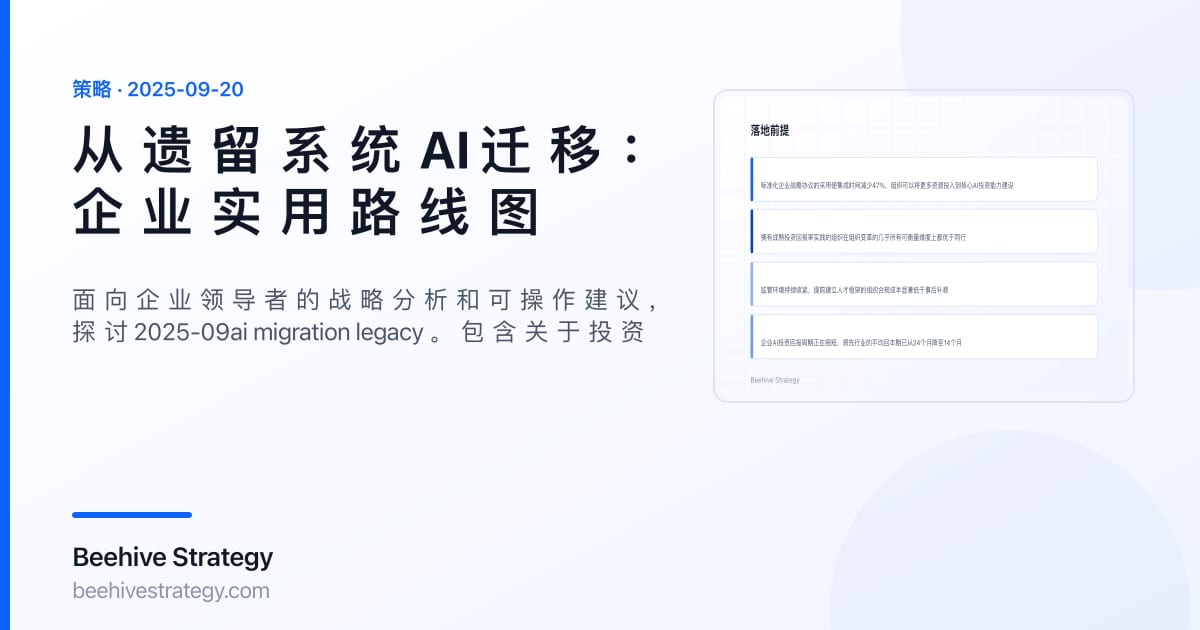 策略 · 2025-09-20
从遗留系统AI迁移：
企业实用路线图
面向企业领导者的战略分析和可操作建议，
探讨2025-09ai migration legacy。包含关于投资
Beehive Strategy
beehivestrategy.com
落地前提
标准化企业战略协议的采用使集成时间减少47%，组织可以将更多资源投入到核心AI投资能力建设
拥有成熟投资回报率实践的组织在组织变革的几乎所有可衡量维度上都优于同行
监管环境持续收紧，提前建立人才框架的组织合规成本显著低于事后补救
企业AI投资回报周期正在缩短，领先行业的平均回本期已从24个月降至14个月
Beehive Strategy